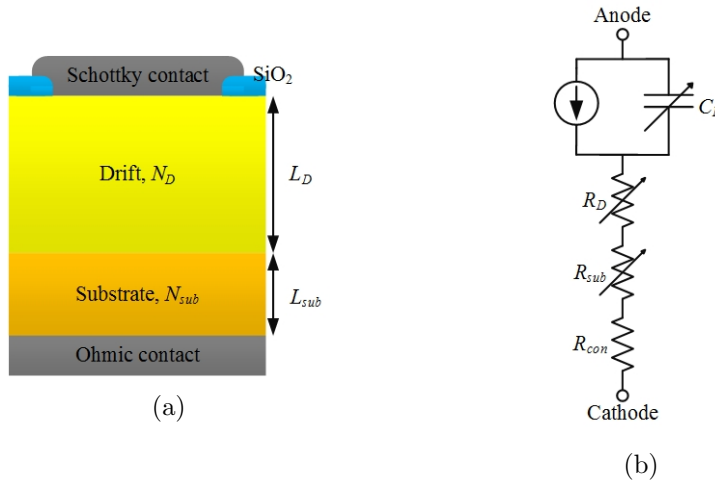 Schottky contact
SiO2
Drift, ND
LD
Substrate, Nsub
Lsub
Ohmic contact
(a)
Anode
RD
Rsub
Rcon
Cathode
(b)